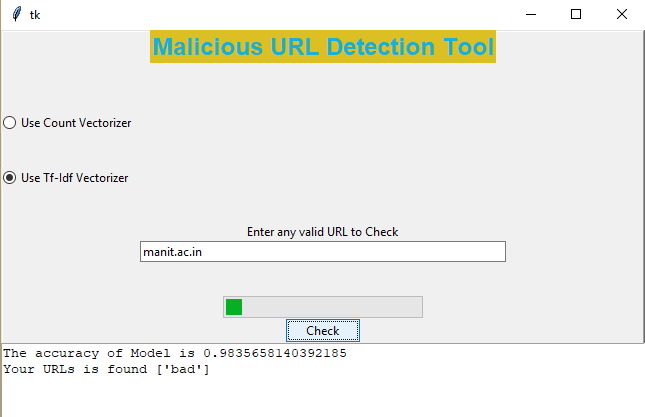 tk
Malicious URL Detection Tool
Use Count Vectorizer
Use Tf-Idf Vectorizer
Enter any valid URL to Check
manit.ac.in
Check
The accuracy of Model is 0.9835658140392185
Your URLs is found ['bad']